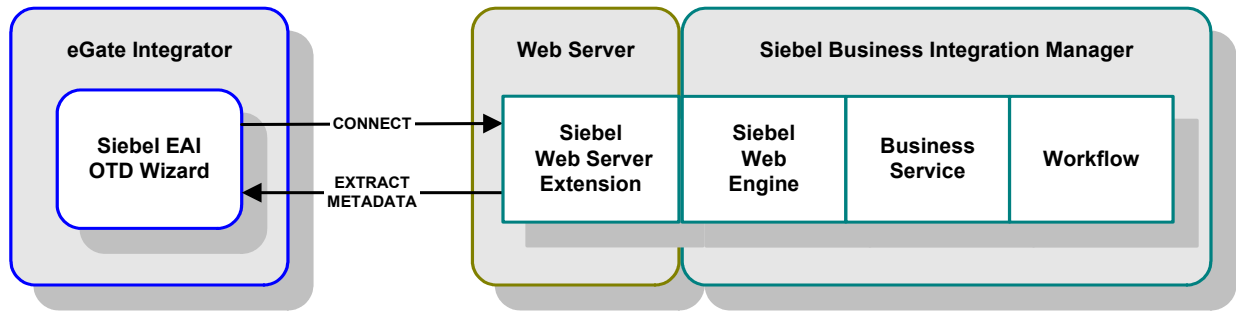 eGate Integrator
Web Server
Siebel Business Integration Manager
Siebel EAI
OTD Wizard
CONNECT
EXTRACT
METADATA
Siebel
Web Server
Extension
Siebel
Web
Engine
Business
Service
Workflow